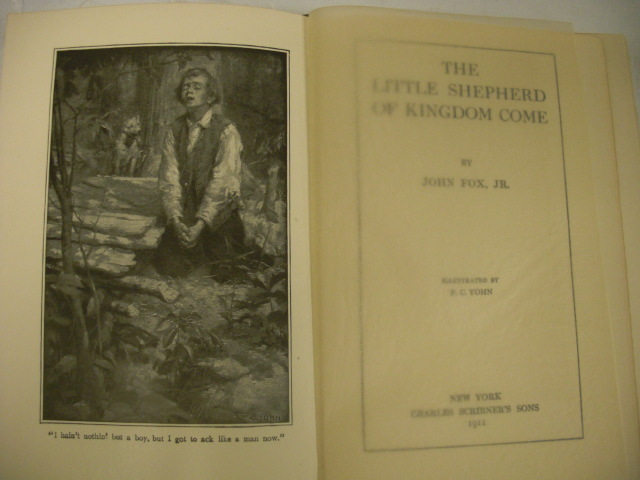 "I hain't nothin' but a boy, but I got to ack like a man now."
THE
LITTLE SHEPHERD
OF KINGDOM COME
BY
JOHN FOX, JR.
ILLUSTRATED BY
F. C. YOHN
NEW YORK
CHARLES SCRIBNER'S SONS